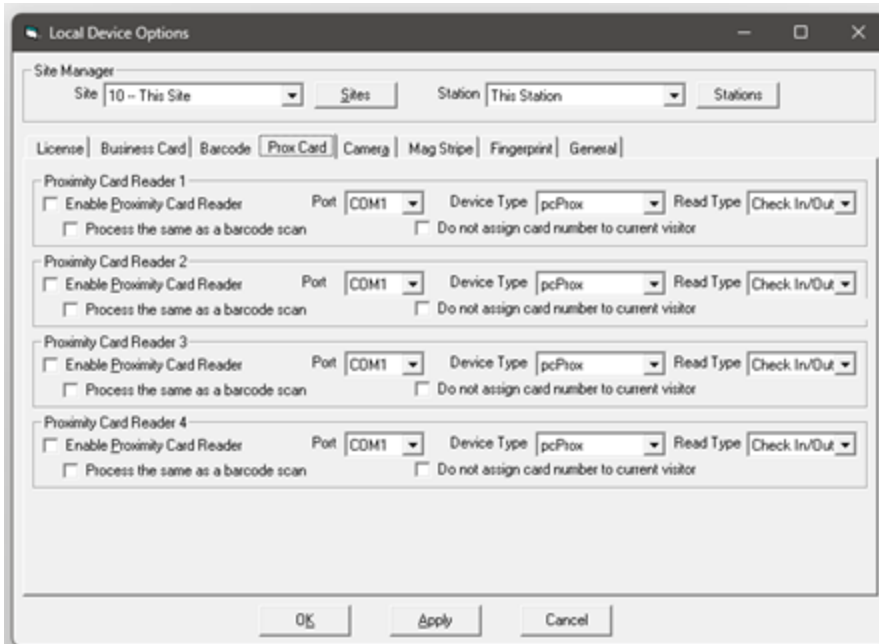 Local Device Options
Site Manager
Site 10 -- This Site Sites Station This Station Stations
License Business Card Barcode Prox Card Camera Mag Stripe Fingerprint General
Proximity Card Reader 1
Enable Proximity Card Reader Port COM1 Device Type pcProx Read Type Check In/Out
Process the same as a barcode scan Do not assign card number to current visitor
Proximity Card Reader 2
Enable Proximity Card Reader Port COM1 Device Type pcProx Read Type Check In/Out
Process the same as a barcode scan Do not assign card number to current visitor
Proximity Card Reader 3
Enable Proximity Card Reader Port COM1 Device Type pcProx Read Type Check In/Out
Process the same as a barcode scan Do not assign card number to current visitor
Proximity Card Reader 4
Enable Proximity Card Reader Port COM1 Device Type pcProx Read Type Check In/Out
Process the same as a barcode scan Do not assign card number to current visitor
OK Apply Cancel